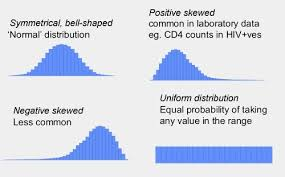 Symmetrical, bell-shaped
‘Normal’ distribution
Positive skewed
common in laboratory data
eg. CD4 counts in HIV+ves
Negative skewed
Less common
Uniform distribution
Equal probability of taking
any value in the range